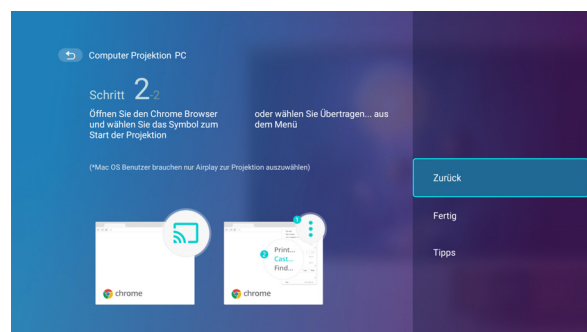 Computer Projektion PC
Schritt 2-2
Öffnen Sie den Chrome Browser
und wählen Sie das Symbol zum
Start der Projektion
oder wählen Sie Übertragen... aus
dem Menü
(*Mac OS Benutzer brauchen nur Airplay zur Projektion auszuwählen)
Zurück
Fertig
Tipps
chrome
1
2
Print...
Cast...
Find...
chrome